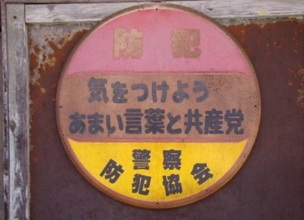 防犯
気をつけよう
あまい言葉と共産党
警察
防犯協会